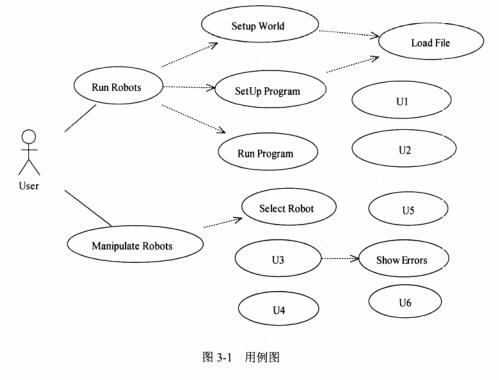 Setup World
Load File
Run Robots
SetUp Program
U1
Run Program
U2
User
Select Robot
U5
Manipulate Robots
U3
Show Errors
U4
U6
图 3-1 用例图